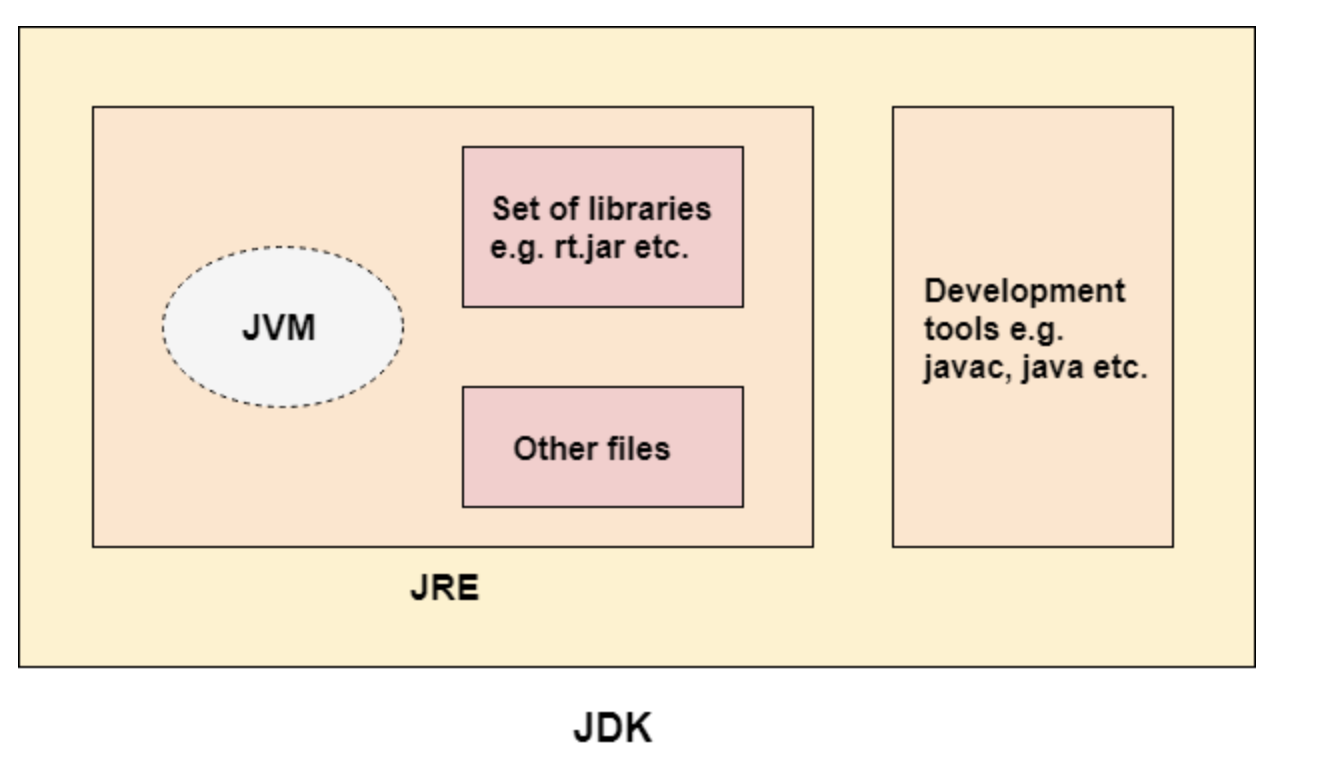 Set of libraries
e.g. rt.jar etc.
JVM
Other files
Development
tools e.g.
javac, java etc.
JRE
JDK